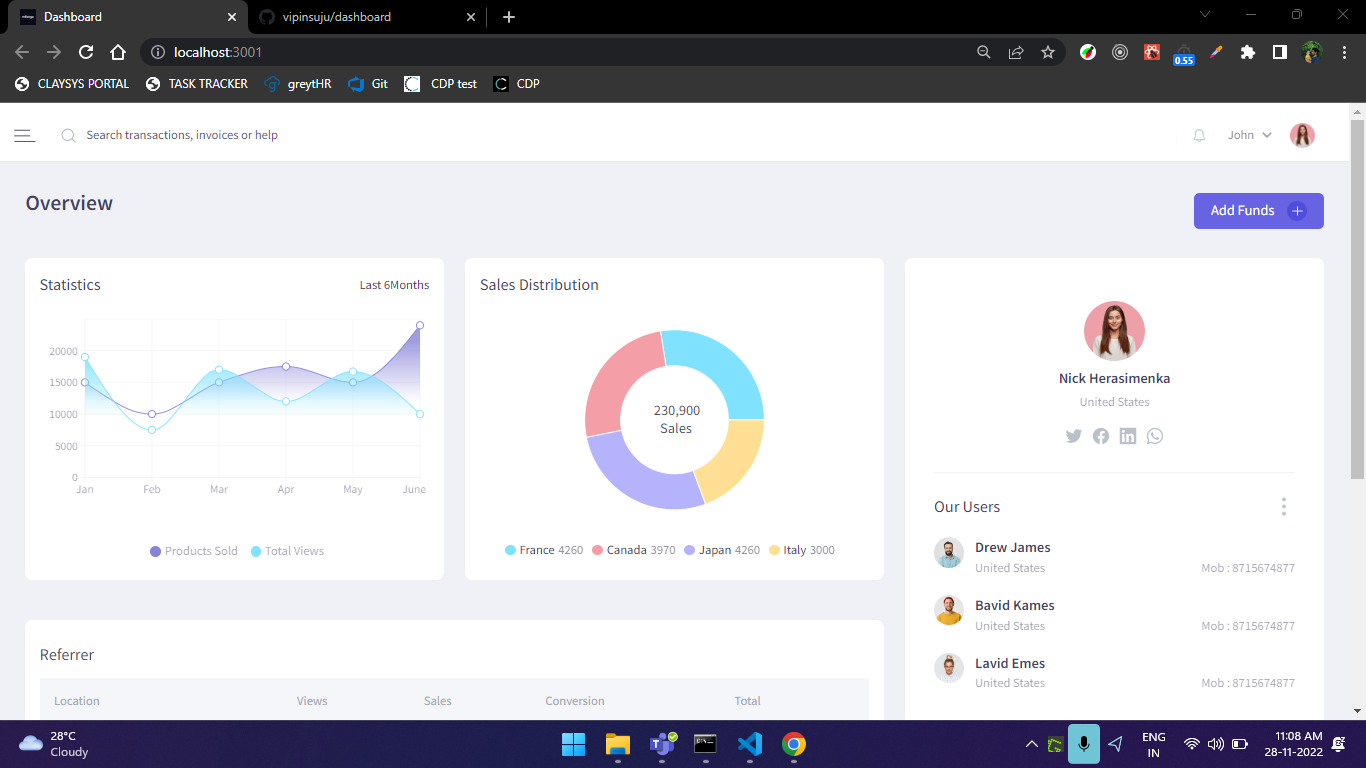 Dashboard
vipinsuju/dashboard
localhost:3001
0.55
CLAYSYS PORTAL
TASK TRACKER
greytHR
Git
CDP test
CDP
Search transactions, invoices or help
John
Overview
Add Funds
Statistics
Last 6Months
20000
15000
10000
5000
0
Jan
Feb
Mar
Apr
May
June
Products Sold
Total Views
Sales Distribution
230,900
Sales
France 4260
Canada 3970
Japan 4260
Italy 3000
Nick Herasimenka
United States
Our Users
Drew James
United States
Mob : 8715674877
Bavid Kames
United States
Mob : 8715674877
Lavid Emes
United States
Mob : 8715674877
Referrer
Location
Views
Sales
Conversion
Total
28°C
Cloudy
ENG
IN
11:08 AM
28-11-2022